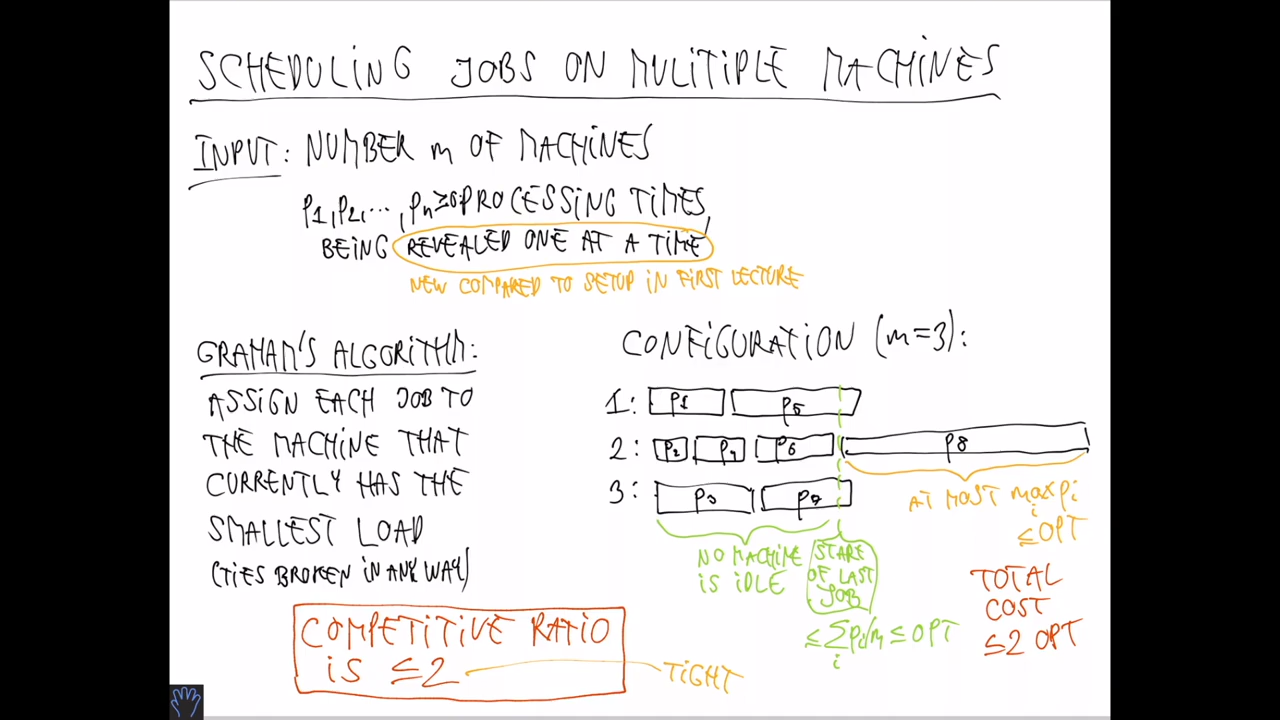 SCHEDULING JOBS ON MULITIPLE MACHINES
INPUT: NUMBER m OF MACHINES
p1, p2, ..., pn ≥0 PROCESSING TIMES,
BEING REVEALED ONE AT A TIME
NEW COMPARED TO SETUP IN FIRST LECTURE
GRAHAM'S ALGORITHM:
ASSIGN EACH JOB TO
THE MACHINE THAT
CURRENTLY HAS THE
SMALLEST LOAD
(TIES BROKEN IN ANY WAY)
COMPETITIVE RATIO
IS ≤2
TIGHT
CONFIGURATION (m=3):
1: p1 p5
2: p2 p4 p6 p8
3: p3 p7
AT MOST max pi
i
≤OPT
NO MACHINE
IS IDLE
START
OF LAST
JOB
≤ ∑ pi/m ≤ OPT
i
TOTAL
COST
≤2 OPT